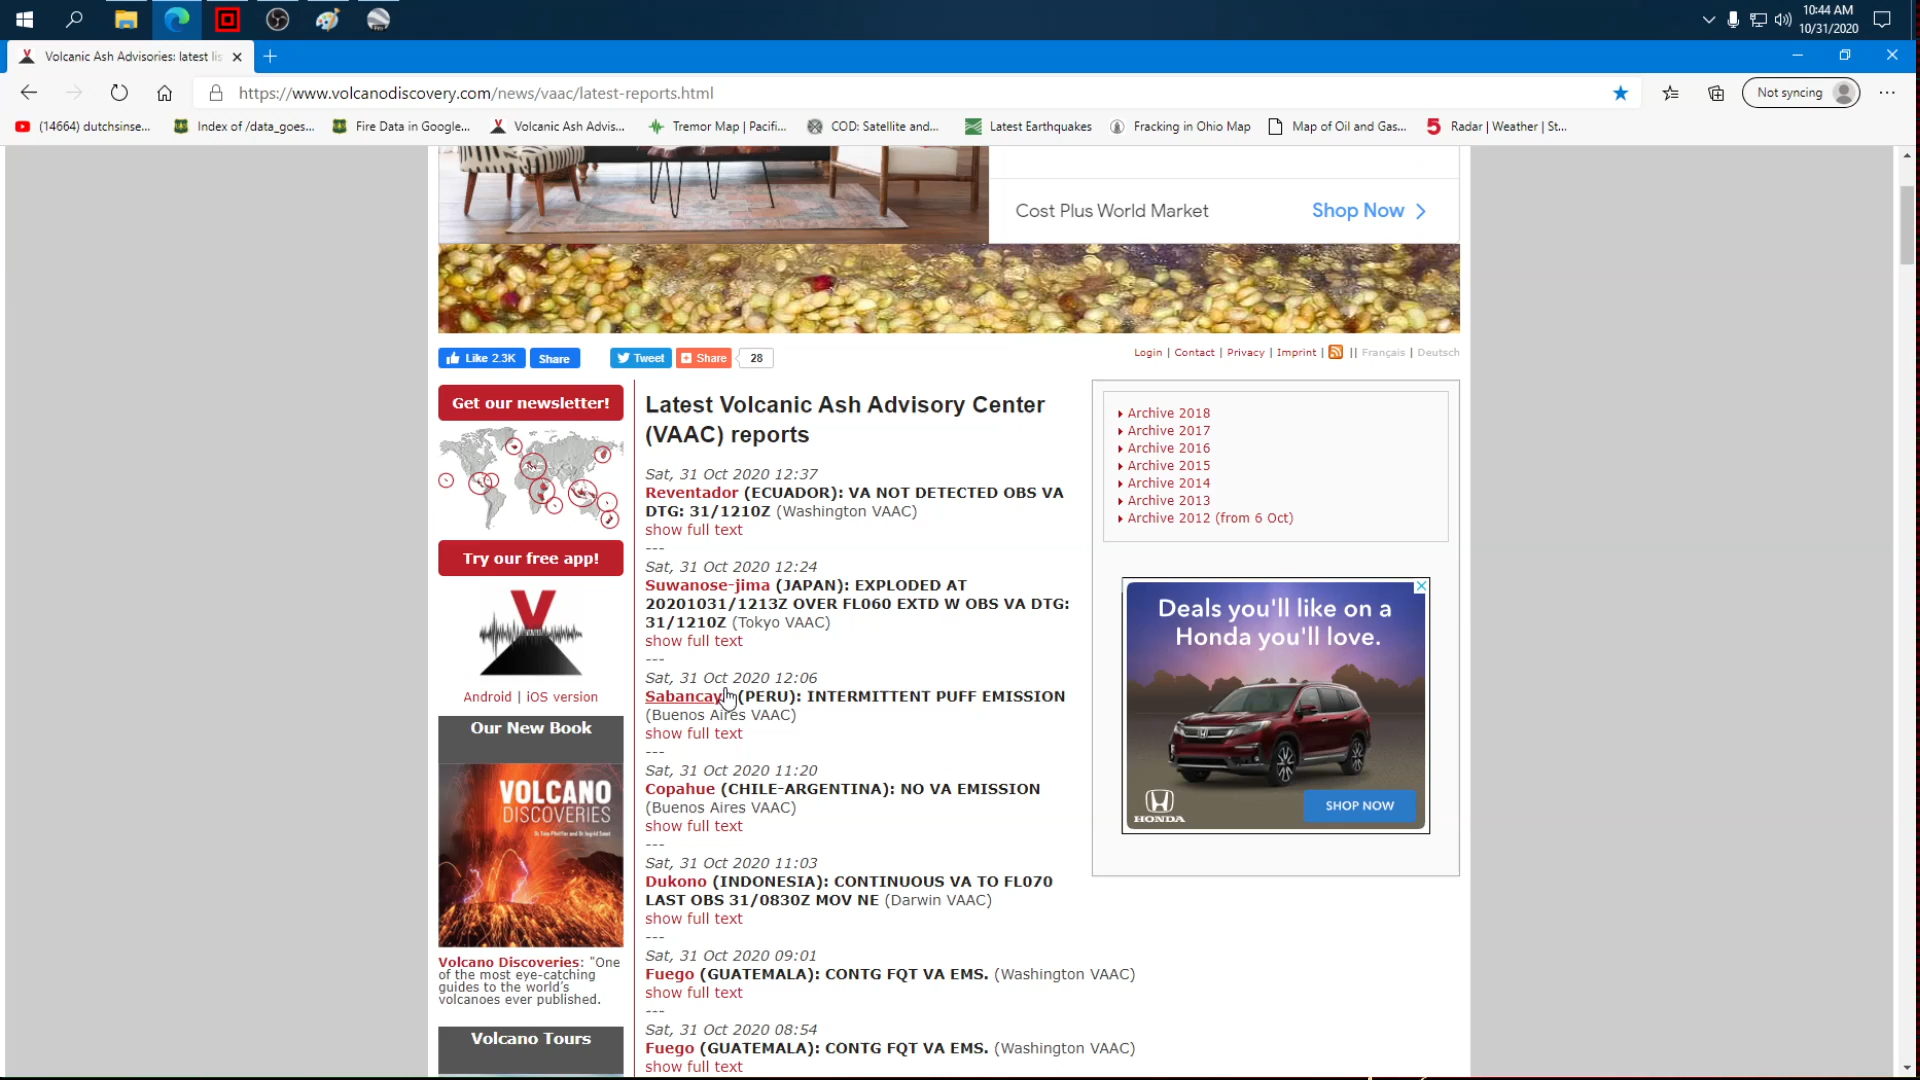 10:44 AM
10/31/2020
Volcanic Ash Advisories: latest lis
https://www.volcanodiscovery.com/news/vaac/latest-reports.html
Not syncing
(14664) dutchsinse...
Index of /data_goes...
Fire Data in Google...
Volcanic Ash Advis...
Tremor Map | Pacifi...
COD: Satellite and...
Latest Earthquakes
Fracking in Ohio Map
Map of Oil and Gas...
Radar | Weather | St...
Cost Plus World Market
Shop Now
Like 2.3K
Share
Tweet
Share
28
Login | Contact | Privacy | Imprint | || Français | Deutsch
Get our newsletter!
Try our free app!
Android | iOS version
Our New Book
VOLCANO
DISCOVERIES
Volcano Discoveries: "One
of the most eye-catching
guides to the world's
volcanoes ever published.
Volcano Tours
Latest Volcanic Ash Advisory Center
(VAAC) reports
Sat, 31 Oct 2020 12:37
Reventador (ECUADOR): VA NOT DETECTED OBS VA
DTG: 31/1210Z (Washington VAAC)
show full text
---
Sat, 31 Oct 2020 12:24
Suwanose-jima (JAPAN): EXPLODED AT
20201031/1213Z OVER FL060 EXTD W OBS VA DTG:
31/1210Z (Tokyo VAAC)
show full text
---
Sat, 31 Oct 2020 12:06
Sabancaya (PERU): INTERMITTENT PUFF EMISSION
(Buenos Aires VAAC)
show full text
---
Sat, 31 Oct 2020 11:20
Copahue (CHILE-ARGENTINA): NO VA EMISSION
(Buenos Aires VAAC)
show full text
---
Sat, 31 Oct 2020 11:03
Dukono (INDONESIA): CONTINUOUS VA TO FL070
LAST OBS 31/0830Z MOV NE (Darwin VAAC)
show full text
---
Sat, 31 Oct 2020 09:01
Fuego (GUATEMALA): CONTG FQT VA EMS. (Washington VAAC)
show full text
---
Sat, 31 Oct 2020 08:54
Fuego (GUATEMALA): CONTG FQT VA EMS. (Washington VAAC)
show full text
Archive 2018
Archive 2017
Archive 2016
Archive 2015
Archive 2014
Archive 2013
Archive 2012 (from 6 Oct)
Deals you'll like on a
Honda you'll love.
HONDA
SHOP NOW